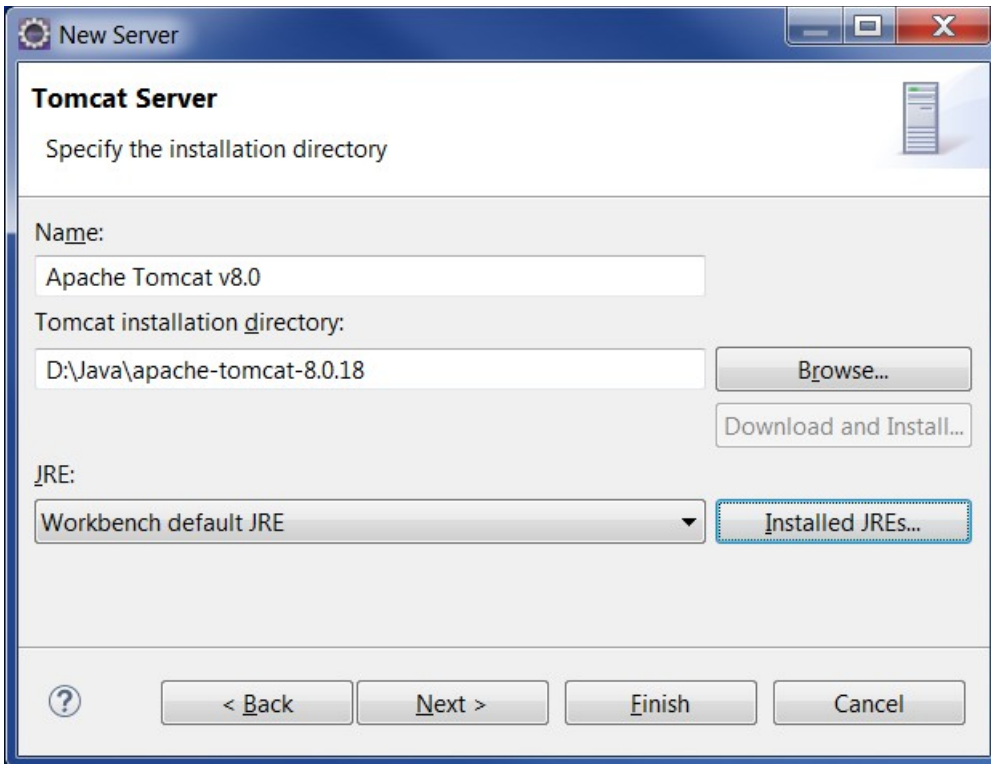 New Server
Tomcat Server
Specify the installation directory
Name:
Apache Tomcat v8.0
Tomcat installation directory:
D:\Java\apache-tomcat-8.0.18
Browse...
Download and Install...
JRE:
Workbench default JRE
Installed JREs...
?
< Back
Next >
Finish
Cancel